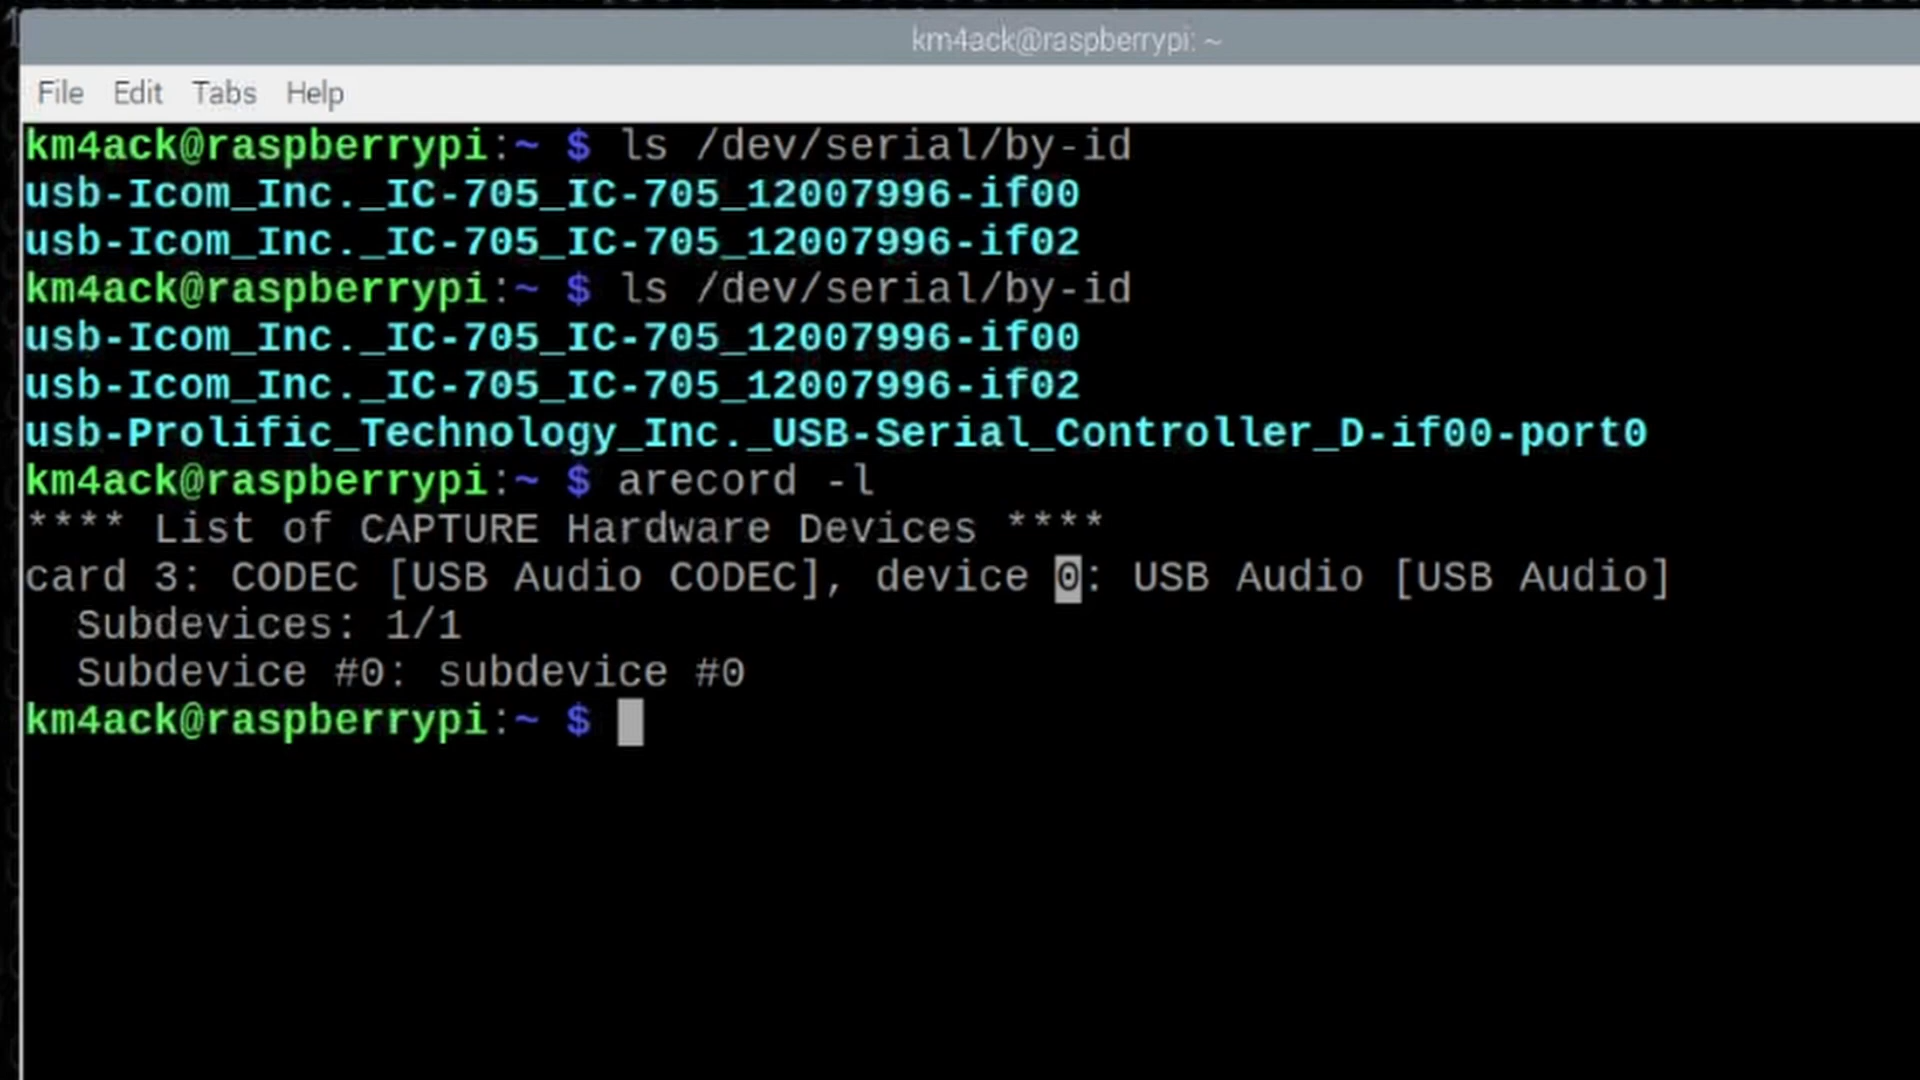 km4ack@raspberrypi: ~
File Edit Tabs Help
km4ack@raspberrypi:~ $ ls /dev/serial/by-id
usb-Icom_Inc._IC-705_IC-705_12007996-if00
usb-Icom_Inc._IC-705_IC-705_12007996-if02
km4ack@raspberrypi:~ $ ls /dev/serial/by-id
usb-Icom_Inc._IC-705_IC-705_12007996-if00
usb-Icom_Inc._IC-705_IC-705_12007996-if02
usb-Prolific_Technology_Inc._USB-Serial_Controller_D-if00-port0
km4ack@raspberrypi:~ $ arecord -l
**** List of CAPTURE Hardware Devices ****
card 3: CODEC [USB Audio CODEC], device 0: USB Audio [USB Audio]
  Subdevices: 1/1
  Subdevice #0: subdevice #0
km4ack@raspberrypi:~ $